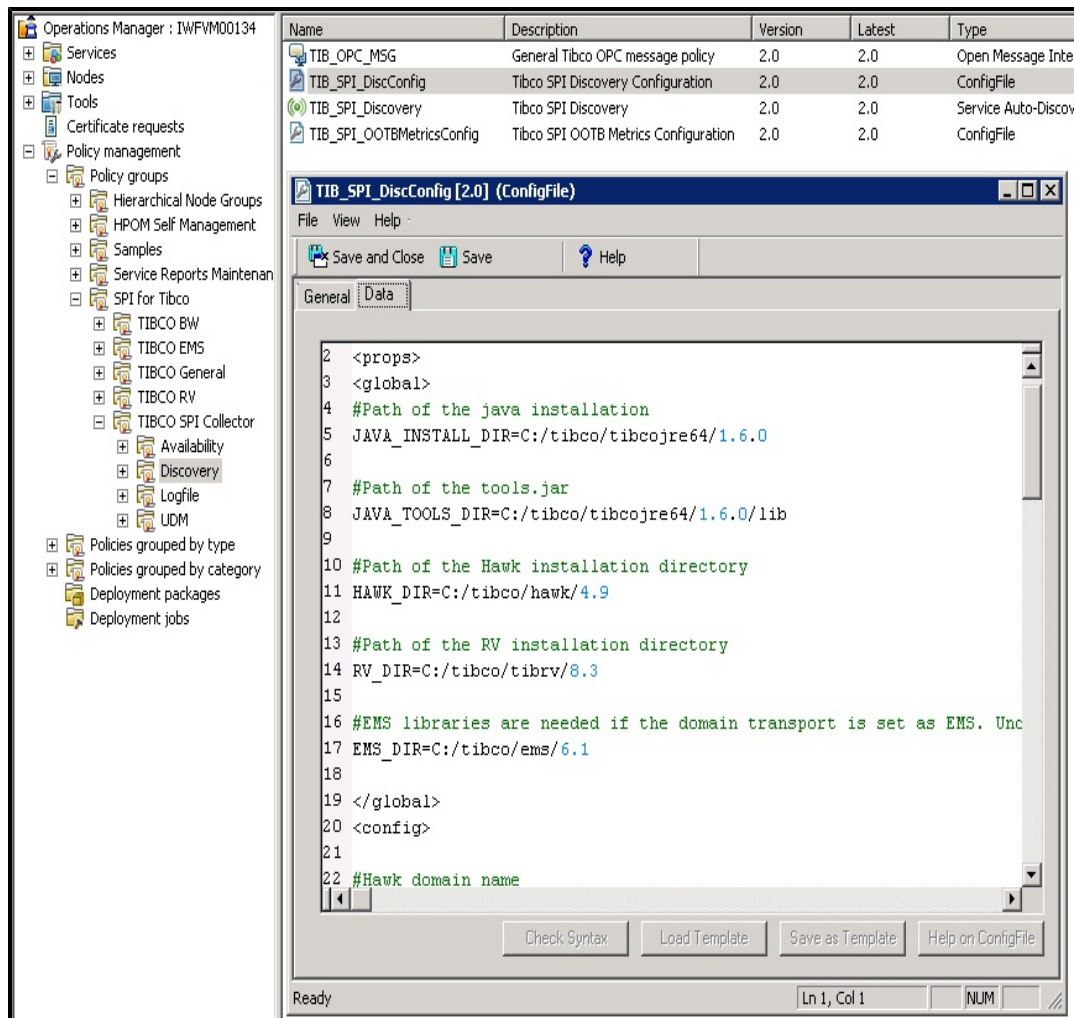 Operations Manager : IWFVM00134
Services
Nodes
Tools
Certificate requests
Policy management
Policy groups
Hierarchical Node Groups
HPOM Self Management
Samples
Service Reports Maintenan
SPI for Tibco
TIBCO BW
TIBCO EMS
TIBCO General
TIBCO RV
TIBCO SPI Collector
Availability
Discovery
Logfile
UDM
Policies grouped by type
Policies grouped by category
Deployment packages
Deployment jobs
Name Description Version Latest Type
TIB_OPC_MSG General Tibco OPC message policy 2.0 2.0 Open Message Inte
TIB_SPI_DiscConfig Tibco SPI Discovery Configuration 2.0 2.0 ConfigFile
TIB_SPI_Discovery Tibco SPI Discovery 2.0 2.0 Service Auto-Discov
TIB_SPI_OOTBMetricsConfig Tibco SPI OOTB Metrics Configuration 2.0 2.0 ConfigFile
TIB_SPI_DiscConfig [2.0] (ConfigFile)
File View Help
Save and Close Save Help
General Data
2 <props>
3 <global>
4 #Path of the java installation
5 JAVA_INSTALL_DIR=C:/tibco/tibcojre64/1.6.0
6
7 #Path of the tools.jar
8 JAVA_TOOLS_DIR=C:/tibco/tibcojre64/1.6.0/lib
9
10 #Path of the Hawk installation directory
11 HAWK_DIR=C:/tibco/hawk/4.9
12
13 #Path of the RV installation directory
14 RV_DIR=C:/tibco/tibrv/8.3
15
16 #EMS libraries are needed if the domain transport is set as EMS. Unc
17 EMS_DIR=C:/tibco/ems/6.1
18
19 </global>
20 <config>
21
22 #Hawk domain name
Check Syntax Load Template Save as Template Help on ConfigFile
Ready Ln 1, Col 1 NUM